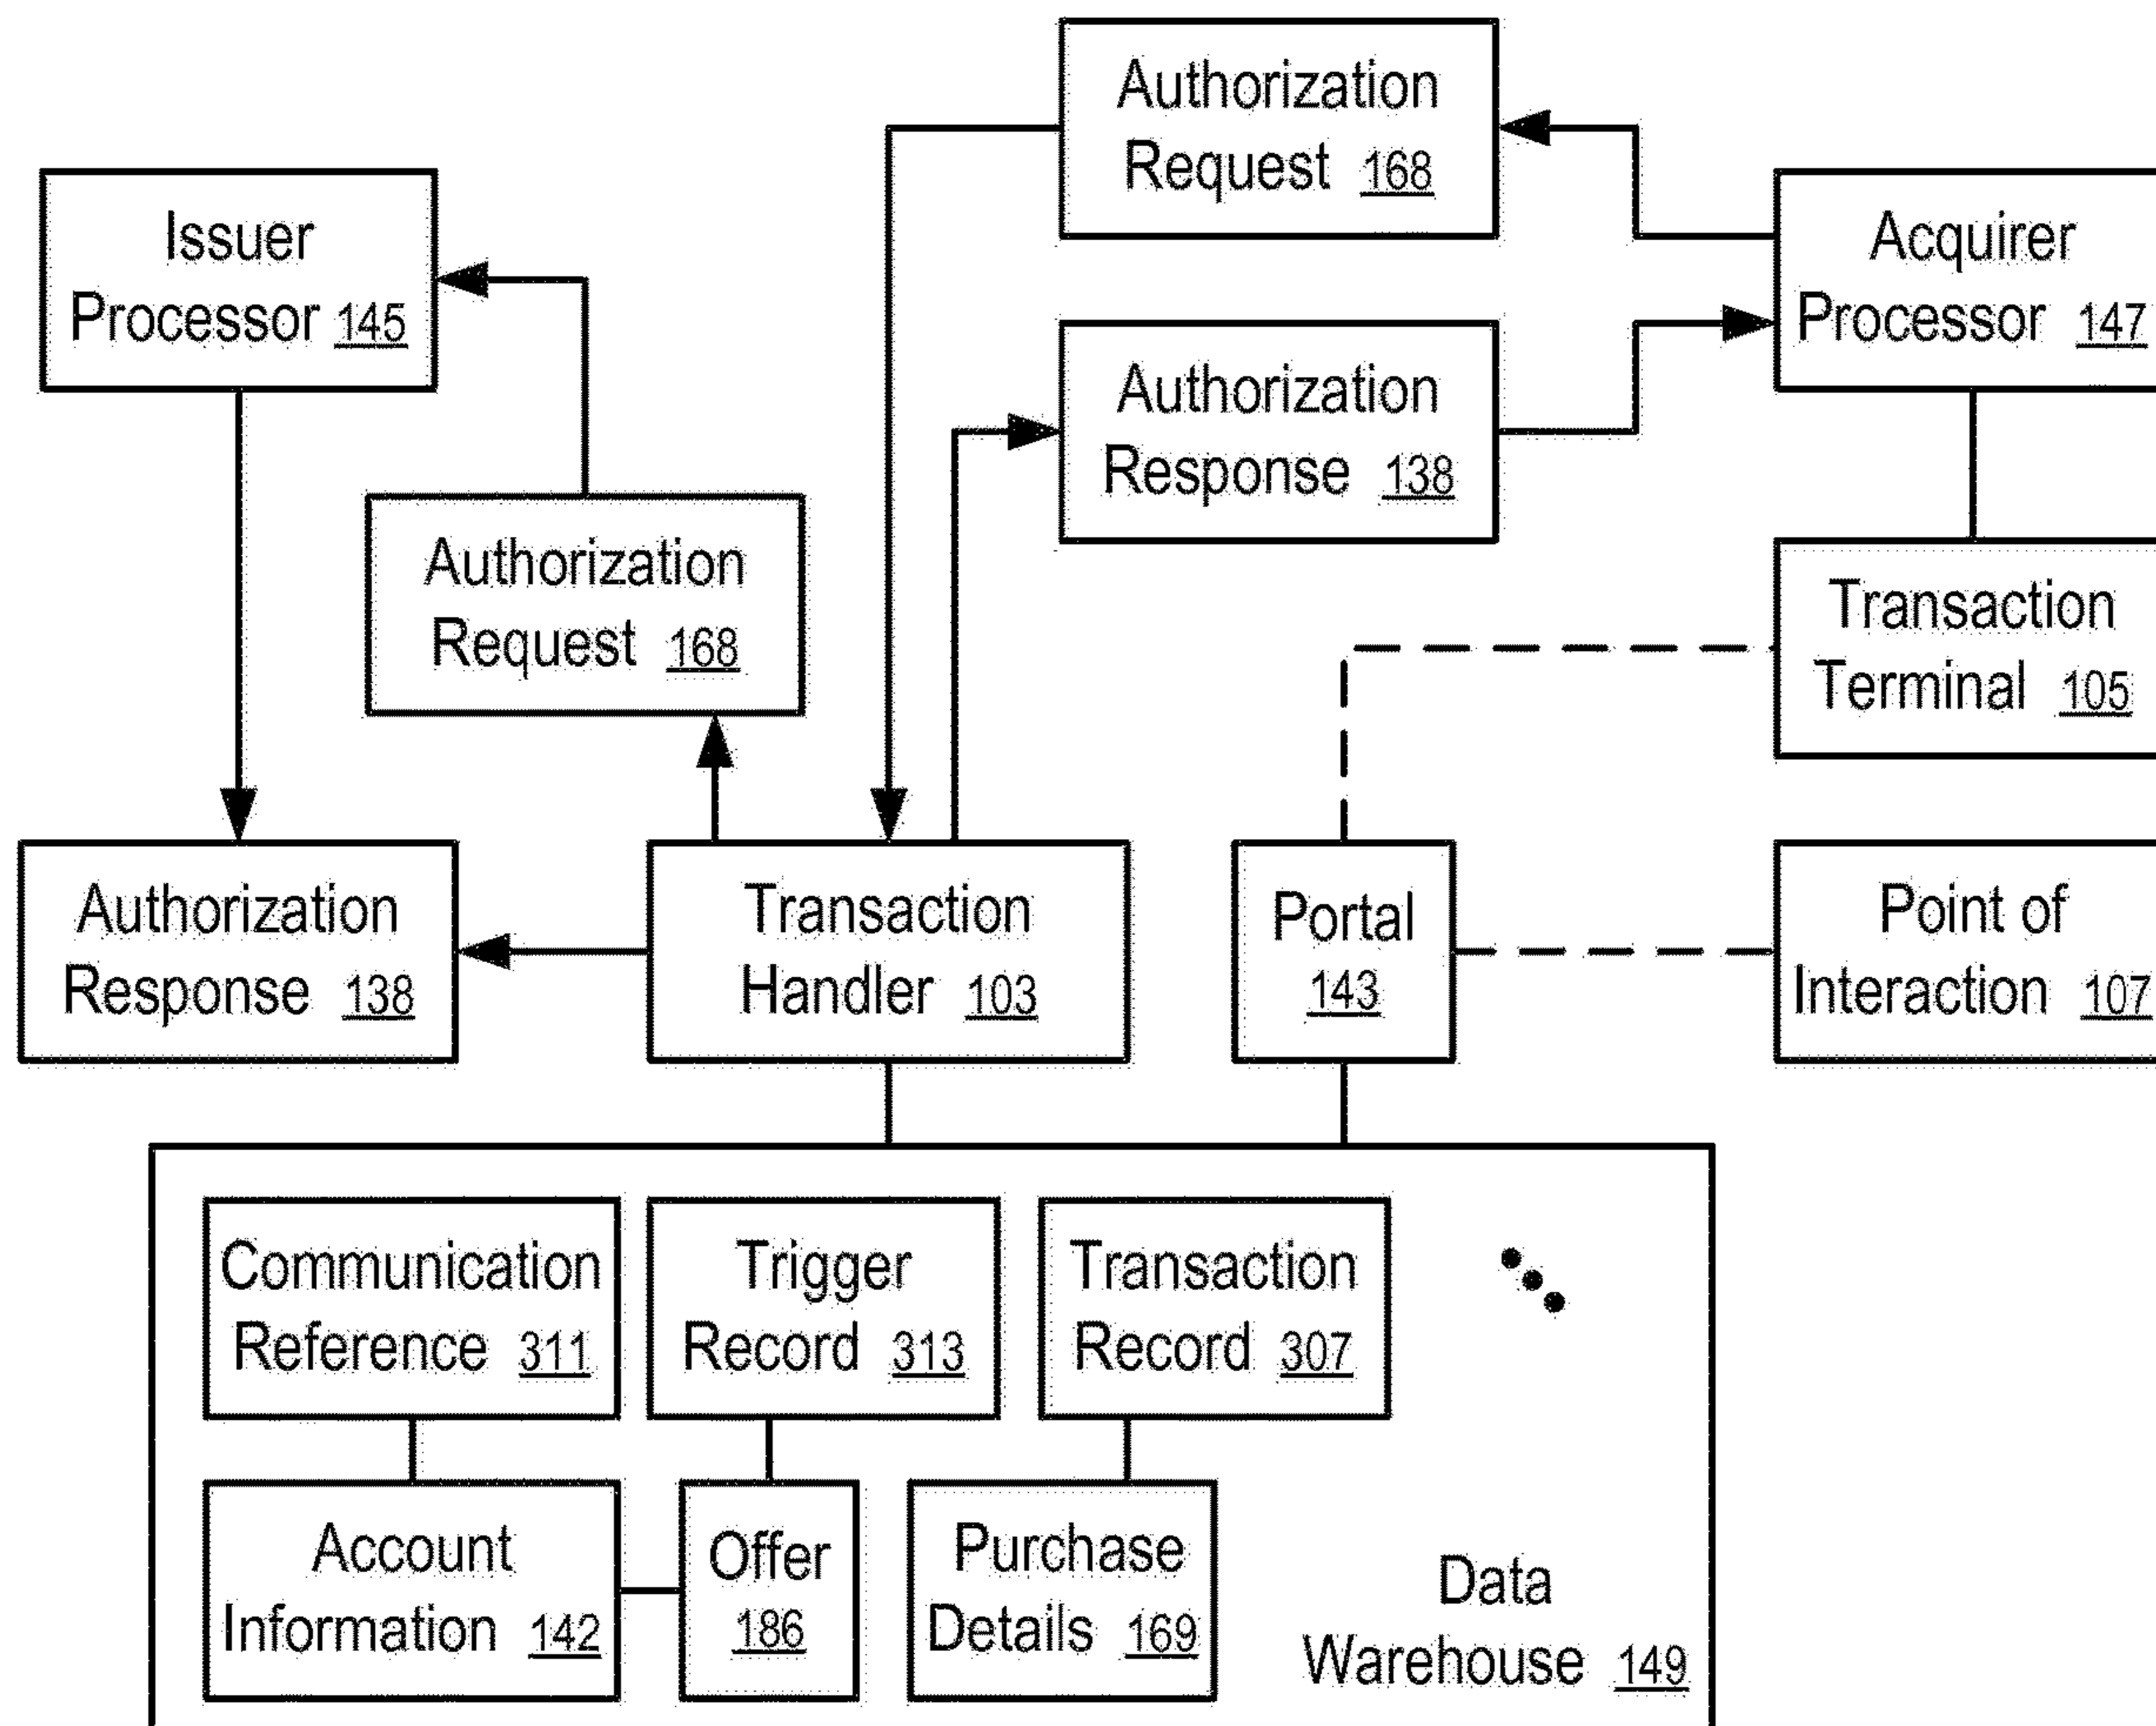 Authorization
Request 168
Issuer
Processor 145
Acquirer
Processor 147
Authorization
Response 138
Authorization
Request 168
Transaction
Terminal 105
Authorization
Response 138
Transaction
Handler 103
Portal
143
Point of
Interaction 107
Communication
Reference 311
Trigger
Record 313
Transaction
Record 307
Account
Information 142
Offer
186
Purchase
Details 169
Data
Warehouse 149